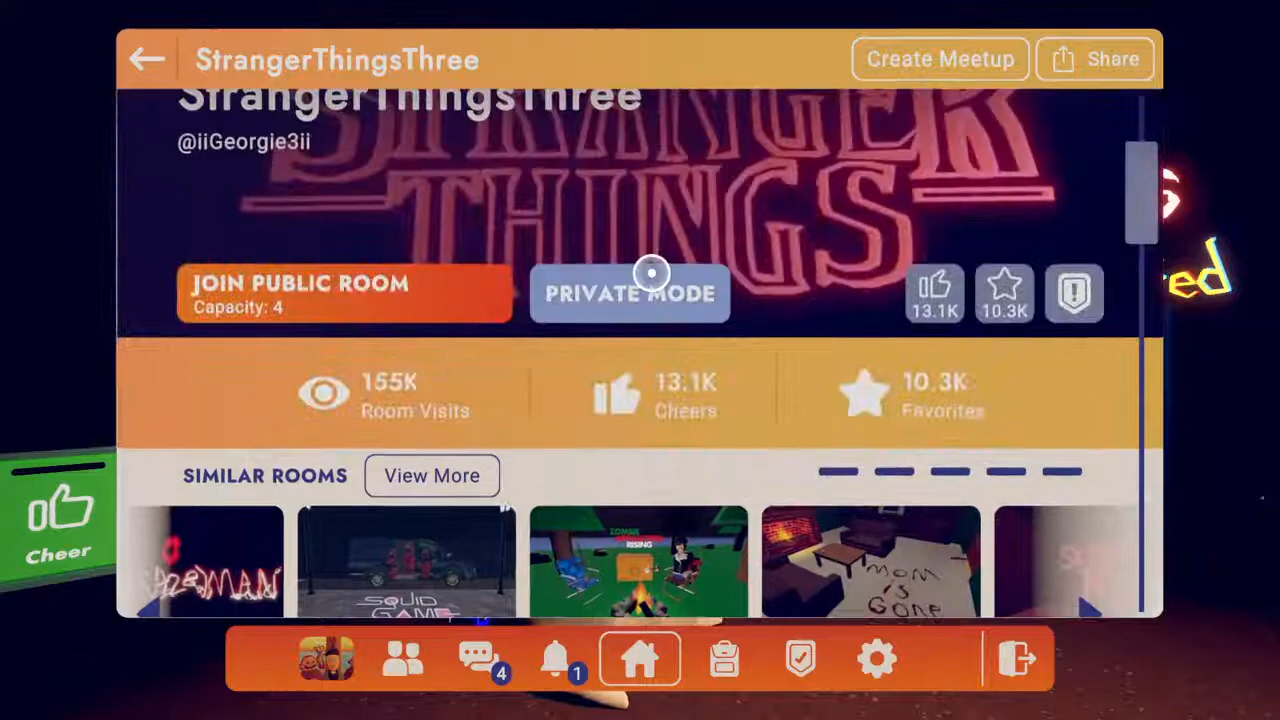 StrangerThingsThree
Create Meetup
Share
StrangerThingsThree
@iiGeorgie3ii
STRANGER
THINGS
JOIN PUBLIC ROOM
Capacity: 4
PRIVATE MODE
13.1K
10.3K
155K
Room Visits
13.1K
Cheers
10.3K
Favorites
ed
SIMILAR ROOMS
View More
Cheer
ZOMBIE
RISING
SQUID
GAME
MOM
IS
GONE
4
1